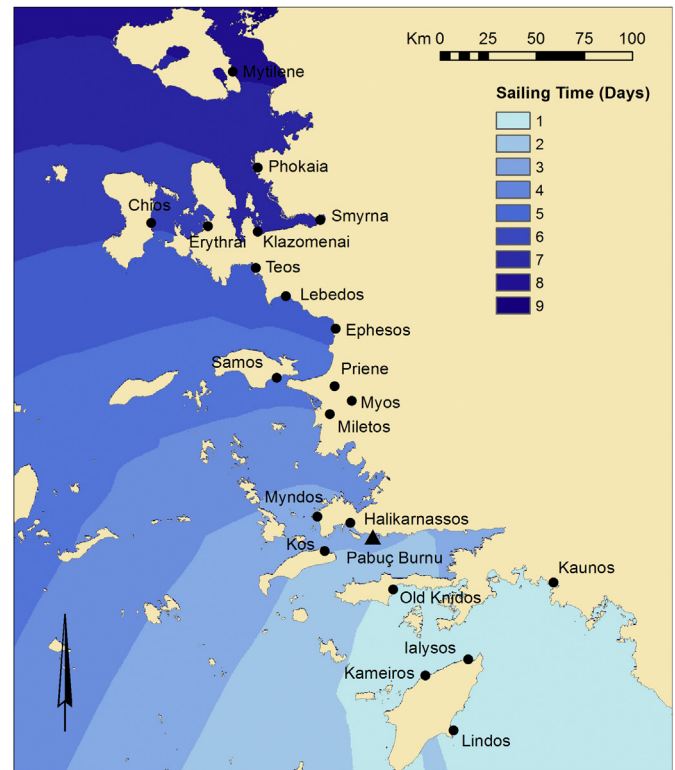 Km 0 25 50 75 100
Mytilene
Sailing Time (Days)
1
2
3
4
5
6
7
8
9
Phokaia
Chios
Smyrna
Erythrai
Klazomenai
Teos
Lebedos
Ephesos
Samos
Priene
Myos
Miletos
Myndos
Halikarnassos
Kos
Pabuç Burnu
Kaunos
Old Knidos
Ialysos
Kameiros
Lindos